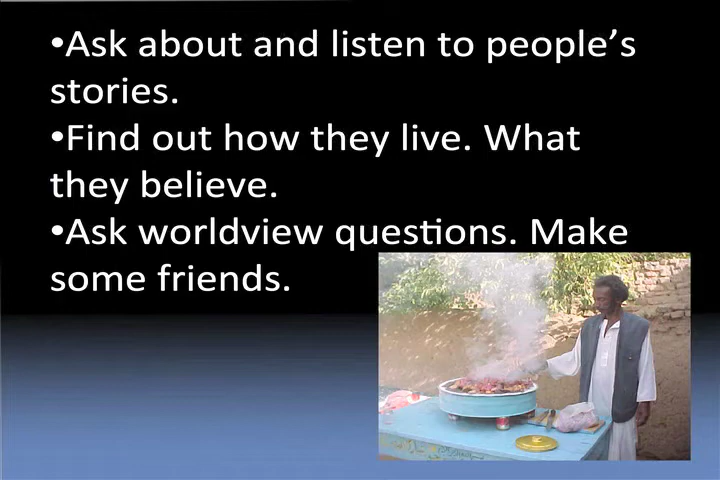 •Ask about and listen to people’s
stories.
•Find out how they live. What
they believe.
•Ask worldview questions. Make
some friends.